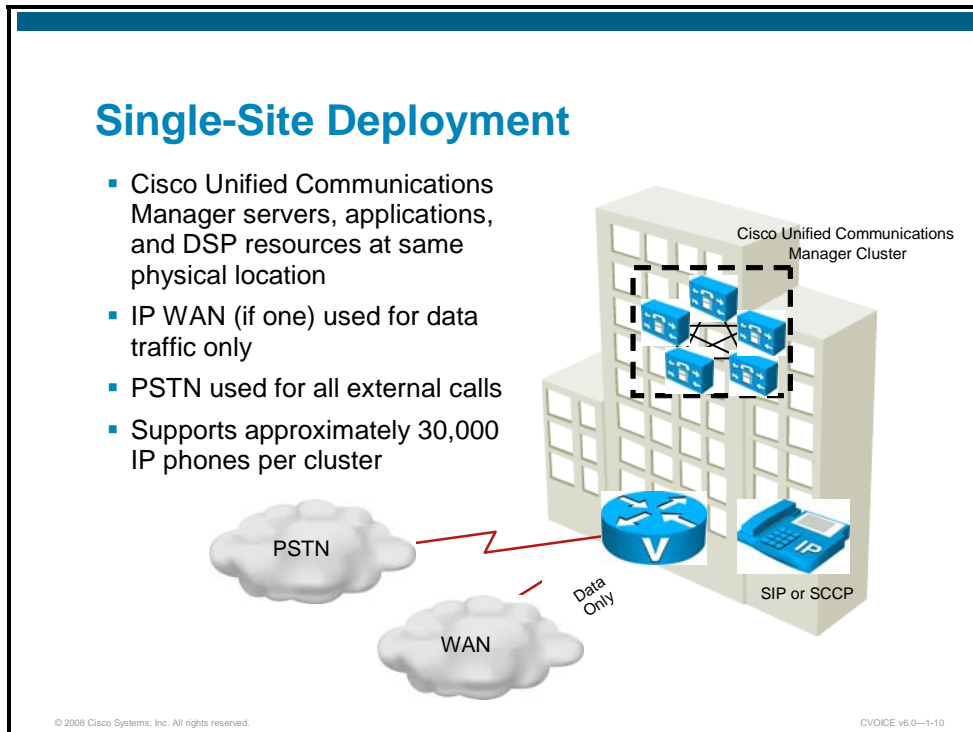 Single-Site Deployment
▪ Cisco Unified Communications
Manager servers, applications,
and DSP resources at same
physical location
▪ IP WAN (if one) used for data
traffic only
▪ PSTN used for all external calls
▪ Supports approximately 30,000
IP phones per cluster
Cisco Unified Communications
Manager Cluster
PSTN
V
IP
SIP or SCCP
Data
Only
WAN
© 2008 Cisco Systems, Inc. All rights reserved.
CVOICE v6.0—1-10